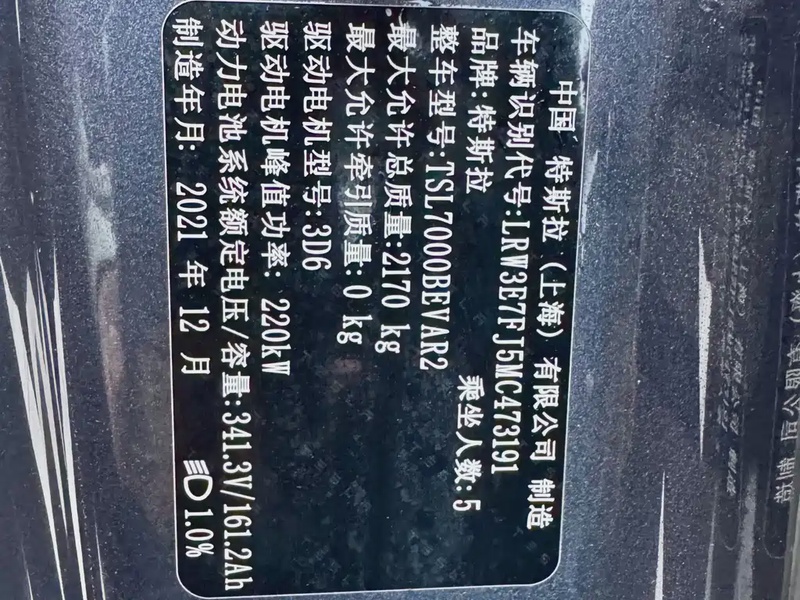 中国 特斯拉（上海）有限公司 制造
车辆识别代号:LRW3E7FJ5MC473191
品牌:特斯拉 乘坐人数:5
整车型号:TSL7000BEVAR2
最大允许总质量:2170 kg
最大允许牵引质量:0 kg
驱动电机型号:3D6
驱动电机峰值功率: 220kW
动力电池系统额定电压/容量:341.3V/161.2Ah
制造年月: 2021 年 12 月 1.0%